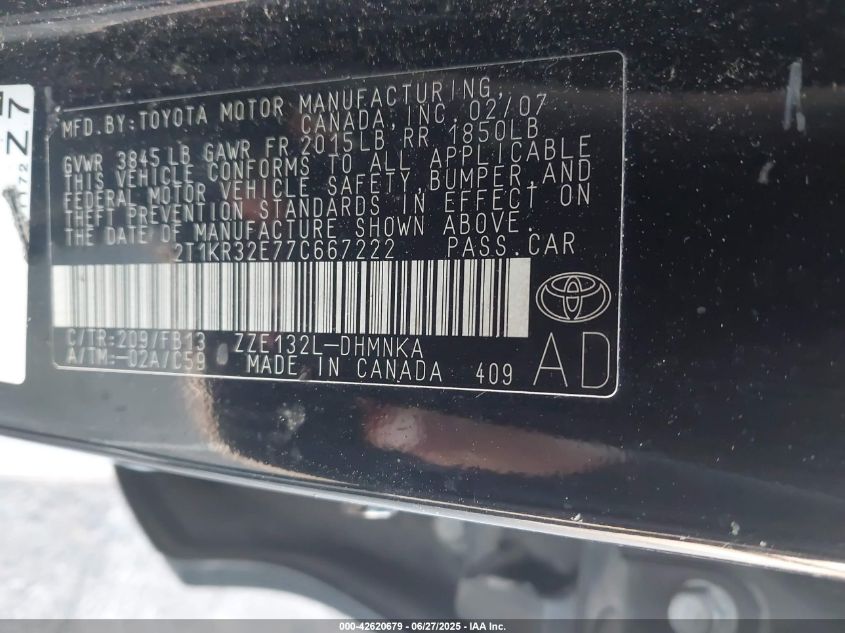 Z7
1172
MFD.BY:TOYOTA MOTOR MANUFACTURING,
CANADA,INC.02/07
GVWR 3845LB GAWR FR 2015LB RR 1850LB
THIS VEHICLE CONFORMS TO ALL APPLICABLE
FEDERAL MOTOR VEHICLE SAFETY,BUMPER AND
THEFT PREVENTION STANDARDS IN EFFECT ON
THE DATE OF MANUFACTURE SHOWN ABOVE.
2T1KR32E77C667222 PASS.CAR
C/TR:209/FB13 ZZE132L-DHMNKA
A/TM:-02A/C59 MADE IN CANADA 409
AD
000-42620679 - 06/27/2025 - IAA Inc.